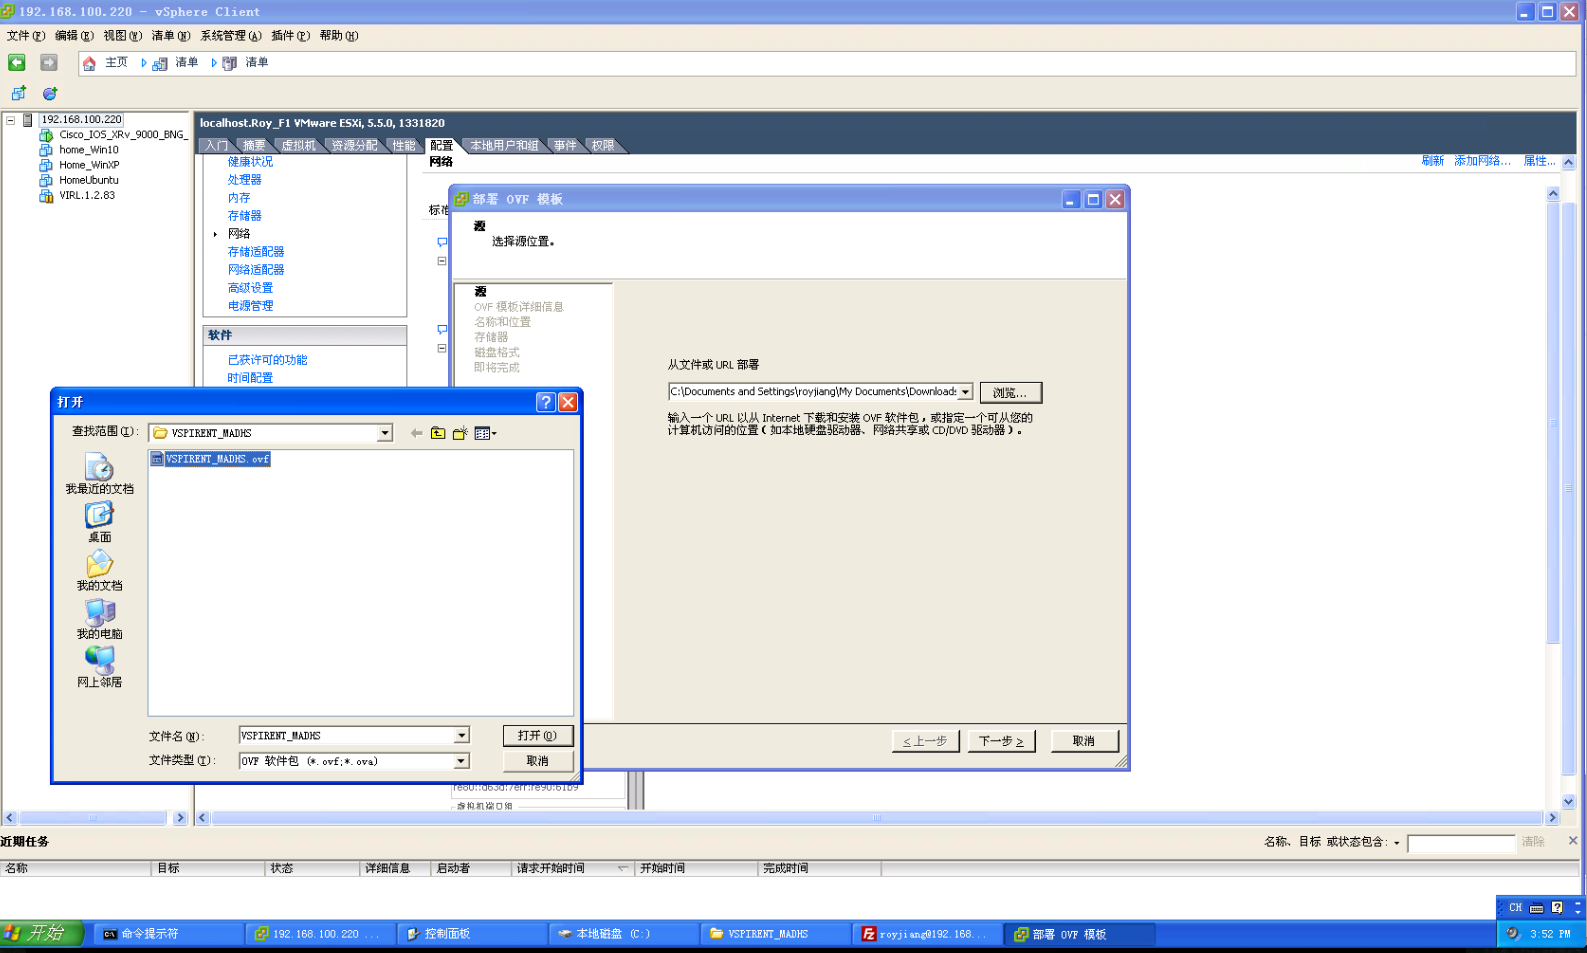 192.168.100.220 - vSphere Client
文件(F) 编辑(E) 视图(V) 清单(N) 系统管理(A) 插件(P) 帮助(H)
主页 清单 清单
192.168.100.220
Cisco_IOS_XRv_9000_BNG_
home_Win10
Home_WinXP
HomeUbuntu
VIRL.1.2.83
localhost.Roy_F1 VMware ESXi, 5.5.0, 1331820
入门 摘要 虚拟机 资源分配 性能 配置 本地用户和组 事件 权限
健康状况
处理器
内存
存储器
网络
存储适配器
网络适配器
高级设置
电源管理
软件
已获许可的功能
时间配置
网络
刷新 添加网络... 属性...
部署 OVF 模板
源
选择源位置。
源
OVF 模板详细信息
名称和位置
存储器
磁盘格式
即将完成
从文件或 URL 部署
C:\Documents and Settings\royjiang\My Documents\Downloads
浏览...
输入一个 URL 以从 Internet 下载和安装 OVF 软件包，或指定一个可从您的
计算机访问的位置（如本地硬盘驱动器、网络共享或 CD/DVD 驱动器）。
≤上一步 下一步≥ 取消
打开
查找范围(I): VSPIRENT_MADHS
VSPIRENT_MADHS.ovf
我最近的文档
桌面
我的文档
我的电脑
网上邻居
文件名(N): VSPIRENT_MADHS 打开(O)
文件类型(T): OVF 软件包 (*.ovf;*.ova) 取消
fe80::d63d:7eff:fe90:61b9
虚拟机端口组
近期任务
名称、目标 或状态包含: 清除
名称 目标 状态 详细信息 启动者 请求开始时间 开始时间 完成时间
CH
开始 命令提示符 192.168.100.220 ... 控制面板 本地磁盘 (C:) VSPIRENT_MADHS royjiang@192.168... 部署 OVF 模板 3:52 PM